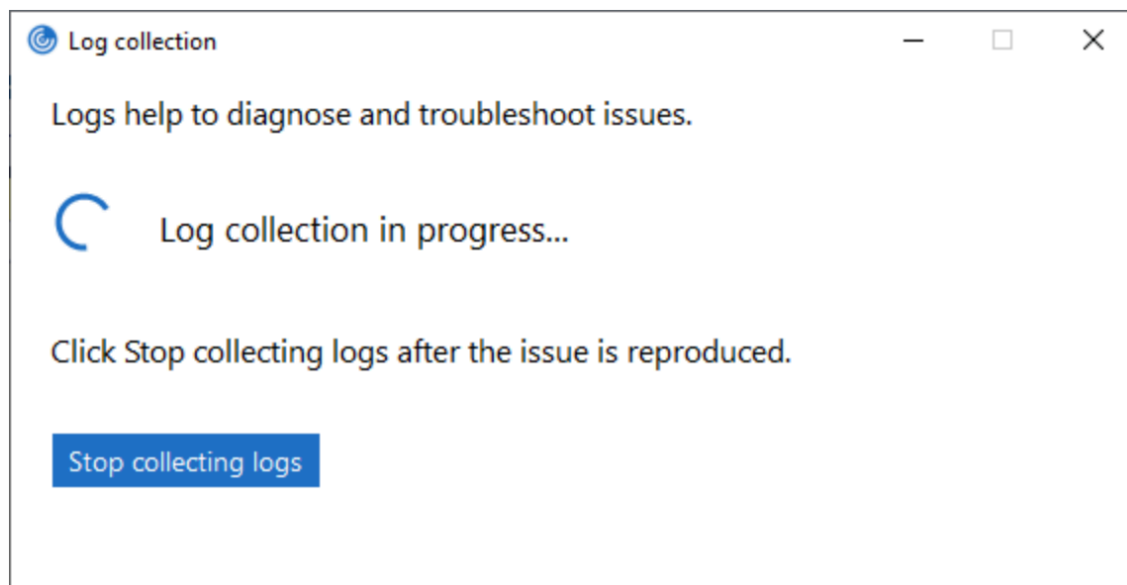 Log collection
Logs help to diagnose and troubleshoot issues.
Log collection in progress...
Click Stop collecting logs after the issue is reproduced.
Stop collecting logs